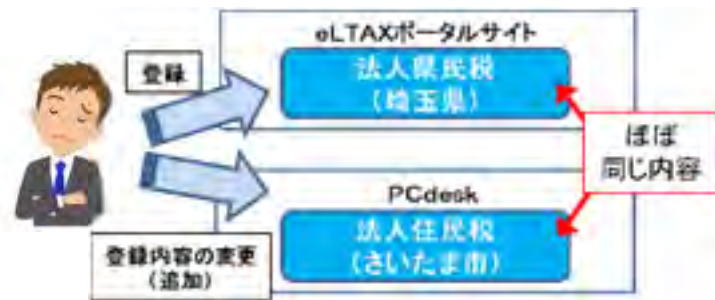 eLTAXポータルサイト
登録
法人県民税
(埼玉県)
ほぼ
同じ内容
PCdesk
法人住民税
(さいたま市)
登録内容の変更
(追加)